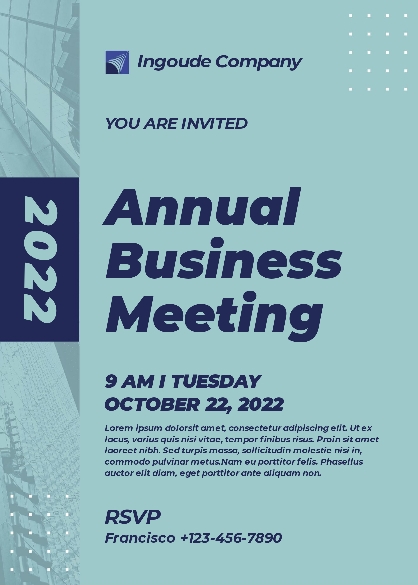 Ingoude Company
YOU ARE INVITED
2022
Annual
Business
Meeting
9 AM I TUESDAY
OCTOBER 22, 2022
Lorem ipsum dolorsit amet, consectetur adipiscing elit. Ut ex
lacus, varius quis nisi vitae, tempor finibus risus. Proin sit amet
laoreet nibh. Sed turpis massa, sollicitudin molestie nisi in,
commodo pulvinar metus.Nam eu porttitor felis. Phasellus
auctor elit diam, eget porttitor ante aliquam non.
RSVP
Francisco +123-456-7890